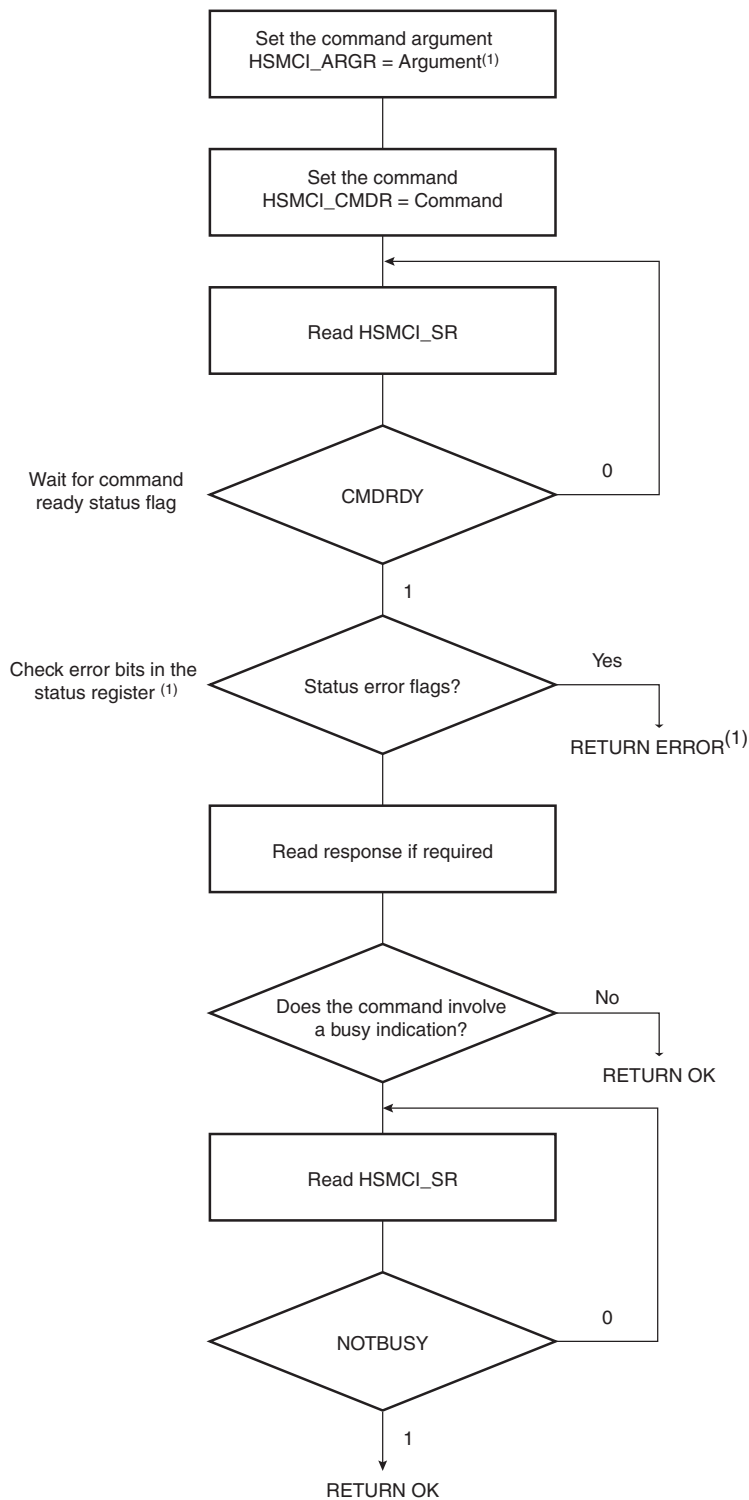 Set the command argument
HSMCI_ARGR = Argument(1)
Set the command
HSMCI_CMDR = Command
Read HSMCI_SR
Wait for command
ready status flag
CMDRDY
0
1
Check error bits in the
status register (1)
Status error flags?
Yes
RETURN ERROR(1)
Read response if required
Does the command involve
a busy indication?
No
RETURN OK
Read HSMCI_SR
NOTBUSY
0
1
RETURN OK